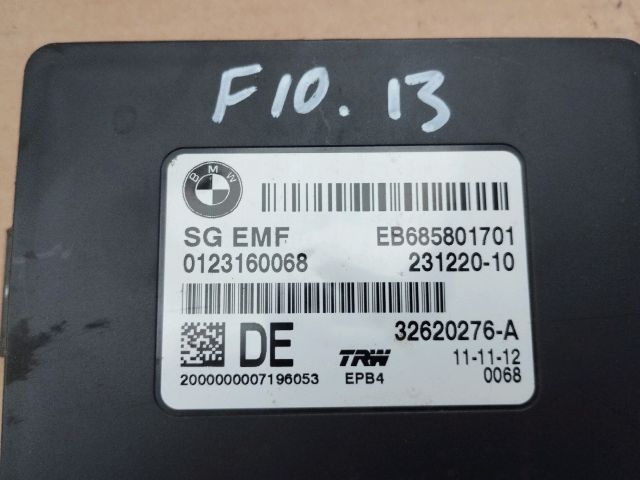 F10. 13
BMW
SG EMF EB685801701
0123160068 231220-10
DE TRW 32620276-A
EPB4 11-11-12
2000000007196053 0068